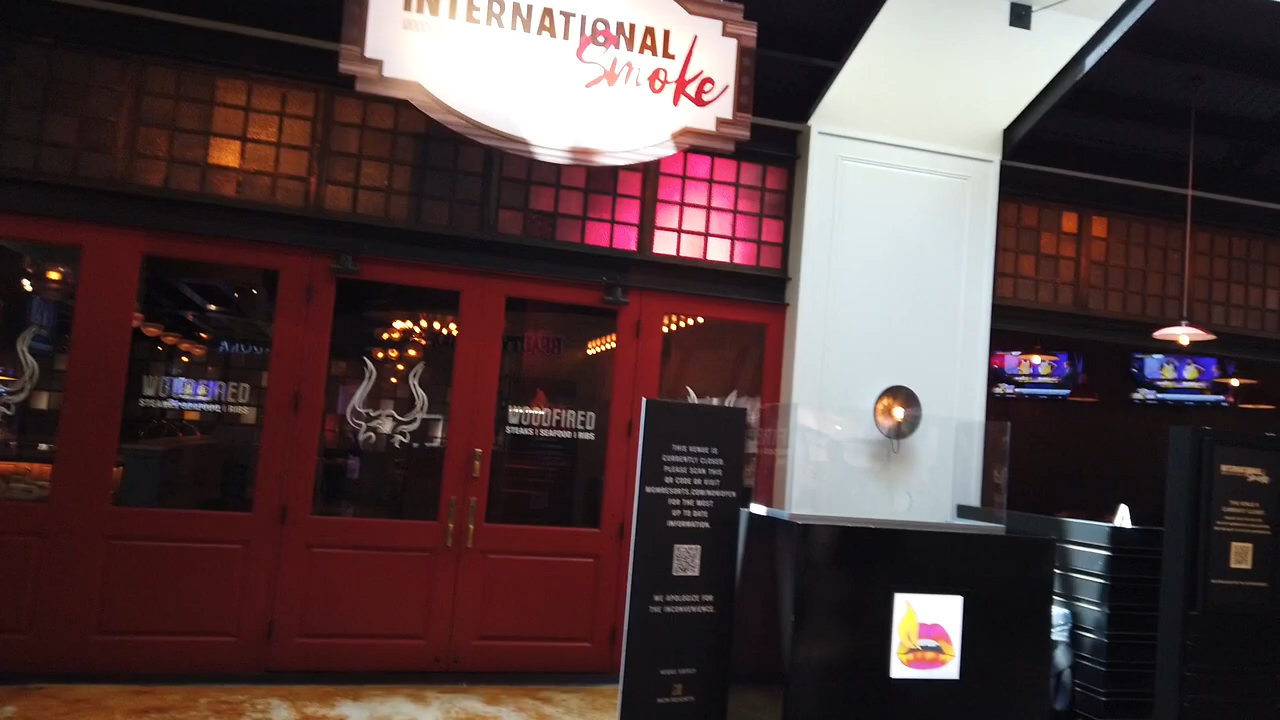 INTERNATIONAL
Smoke
WOODFIRED
STEAKS | SEAFOOD | RIBS
WOODFIRED
STEAKS | SEAFOOD | RIBS
THIS VENUE IS
CURRENTLY CLOSED.
PLEASE SCAN THIS
QR CODE OR VISIT
MGMRESORTS.COM/NOWOPEN
FOR THE MOST
UP TO DATE
INFORMATION.
WE APOLOGIZE FOR
THE INCONVENIENCE.